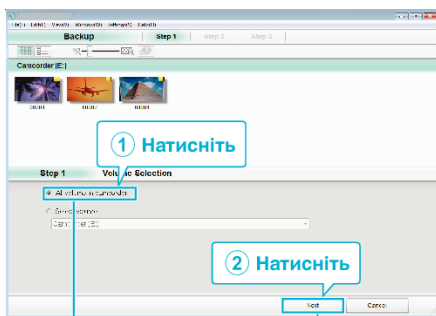 Backup Step 1 Step 2 Step 3
Camcorder (E:)
① Натисніть
Step 1 Volume Selection
All volume in camcorder
② Натисніть
Next Cancel